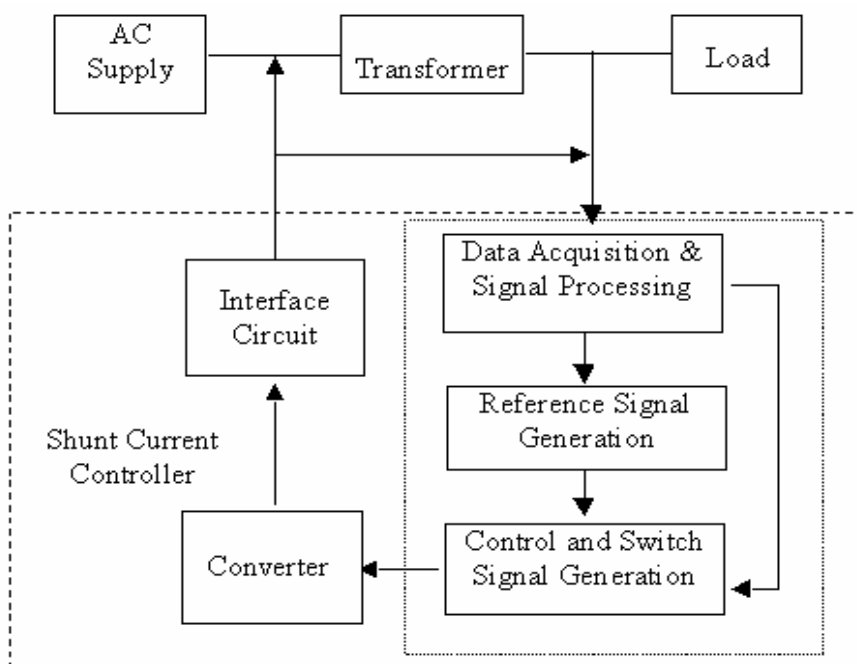 AC
Supply
Transformer
Load
Data Acquisition &
Signal Processing
Interface
Circuit
Reference Signal
Generation
Shunt Current
Controller
Control and Switch
Signal Generation
Converter